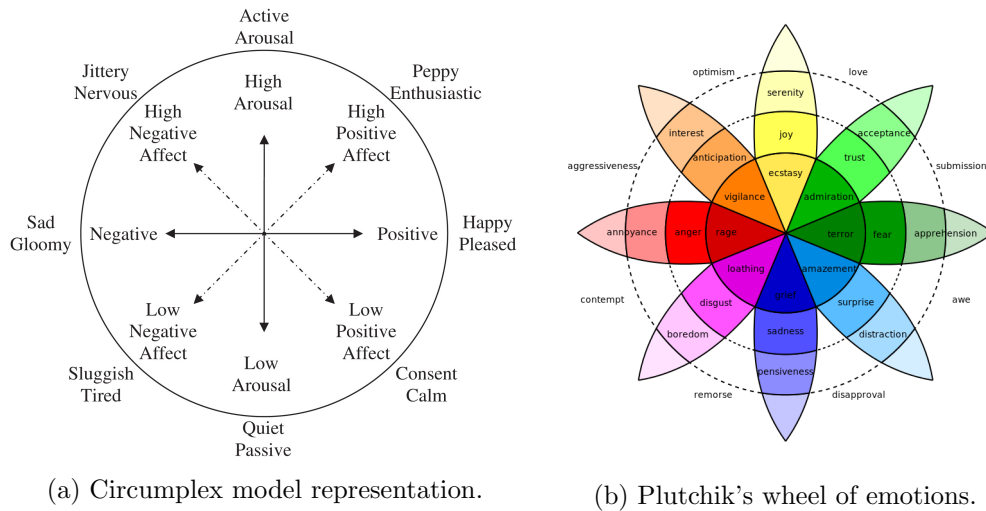 Active
Arousal
Jittery
Nervous
High
Arousal
Peppy
Enthusiastic
High
Negative
Affect
High
Positive
Affect
Sad
Gloomy
Negative
Positive
Happy
Pleased
Low
Negative
Affect
Low
Positive
Affect
Sluggish
Tired
Low
Arousal
Consent
Calm
Quiet
Passive
(a) Circumplex model representation.
optimism
love
serenity
interest
joy
acceptance
anticipation
trust
aggressiveness
submission
ecstasy
vigilance
admiration
annoyance
anger
rage
terror
fear
apprehension
loathing
amazement
grief
contempt
awe
disgust
surprise
boredom
sadness
distraction
pensiveness
remorse
disapproval
(b) Plutchik's wheel of emotions.